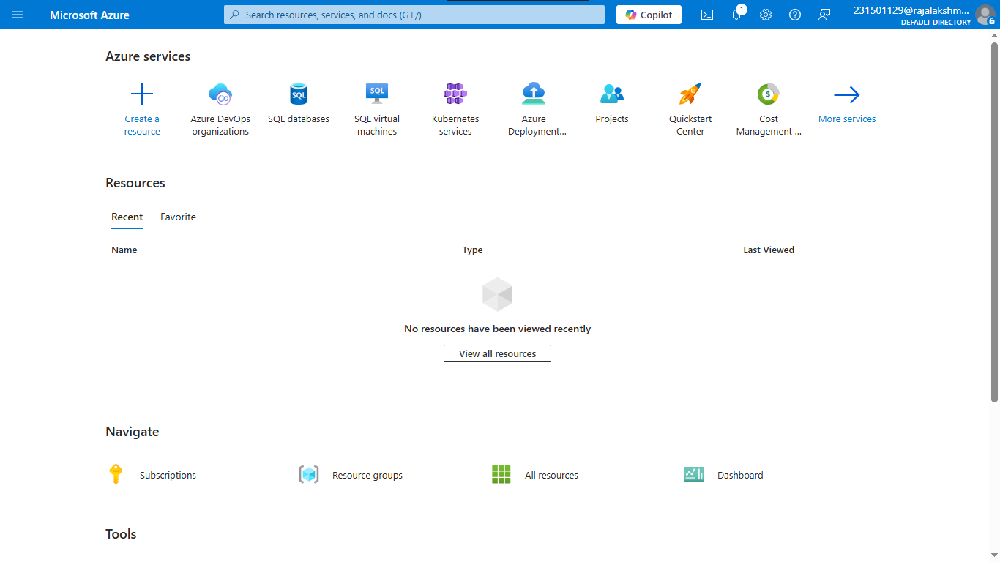 Microsoft Azure
Search resources, services, and docs (G+/)
Copilot
1
231501129@rajalakshm...
DEFAULT DIRECTORY
Azure services
Create a
resource
Azure DevOps
organizations
SQL
SQL databases
SQL
SQL virtual
machines
Kubernetes
services
Azure
Deployment...
Projects
Quickstart
Center
$
Cost
Management ...
More services
Resources
Recent
Favorite
Name
Type
Last Viewed
No resources have been viewed recently
View all resources
Navigate
Subscriptions
Resource groups
All resources
Dashboard
Tools